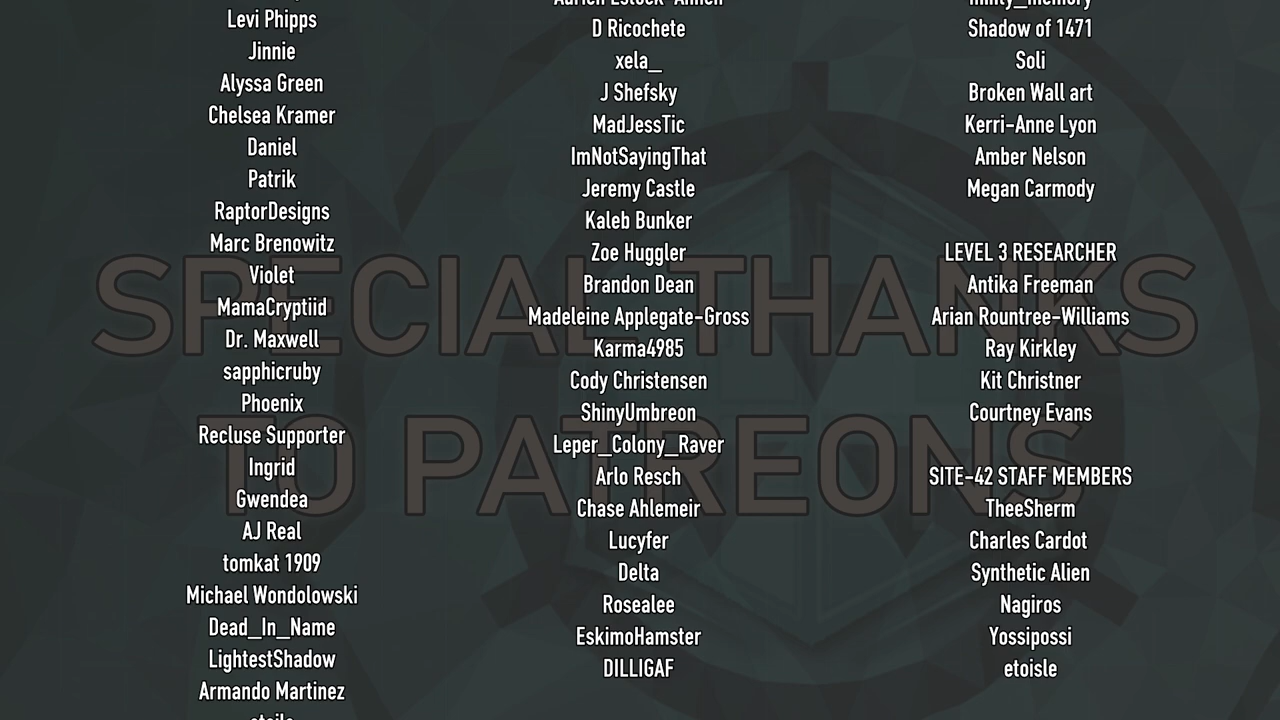 Levi Phipps
Jinnie
Alyssa Green
Chelsea Kramer
Daniel
Patrik
RaptorDesigns
Marc Brenowitz
Violet
MamaCryptiid
Dr. Maxwell
sapphicruby
Phoenix
Recluse Supporter
Ingrid
Gwendea
AJ Real
tomkat 1909
Michael Wondolowski
Dead_In_Name
LightestShadow
Armando Martinez
D Ricochete
xela_
J Shefsky
MadJessTic
ImNotSayingThat
Jeremy Castle
Kaleb Bunker
Zoe Huggler
Brandon Dean
Madeleine Applegate-Gross
Karma4985
Cody Christensen
ShinyUmbreon
Leper_Colony_Raver
Arlo Resch
Chase Ahlemeir
Lucyfer
Delta
Rosealee
EskimoHamster
DILLIGAF
Shadow of 1471
Soli
Broken Wall art
Kerri-Anne Lyon
Amber Nelson
Megan Carmody
LEVEL 3 RESEARCHER
Antika Freeman
Arian Rountree-Williams
Ray Kirkley
Kit Christner
Courtney Evans
SITE-42 STAFF MEMBERS
TheeSherm
Charles Cardot
Synthetic Alien
Nagiros
Yossipossi
etoisle
SPECIAL THANKS
TO PATREONS